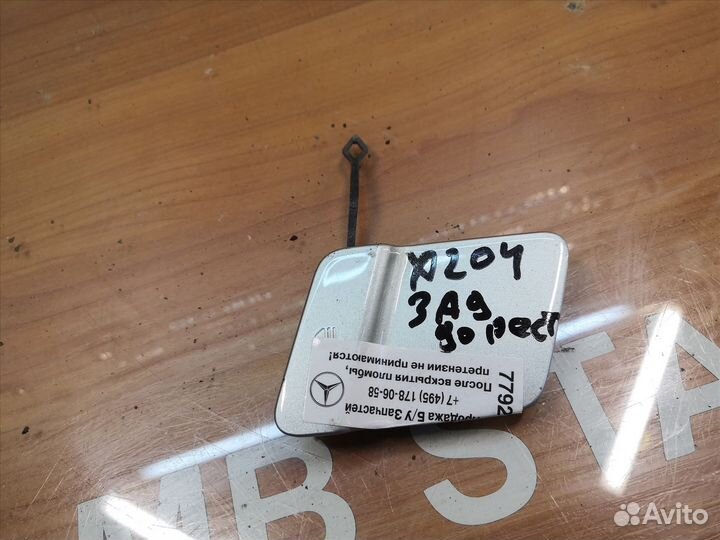 X204
ЗАД
до рест
7792
Продажа Б/У Запчастей
+7 (495) 178-06-58
После вскрытия пломбы,
претензии не принимаются!
MB STA
Avito